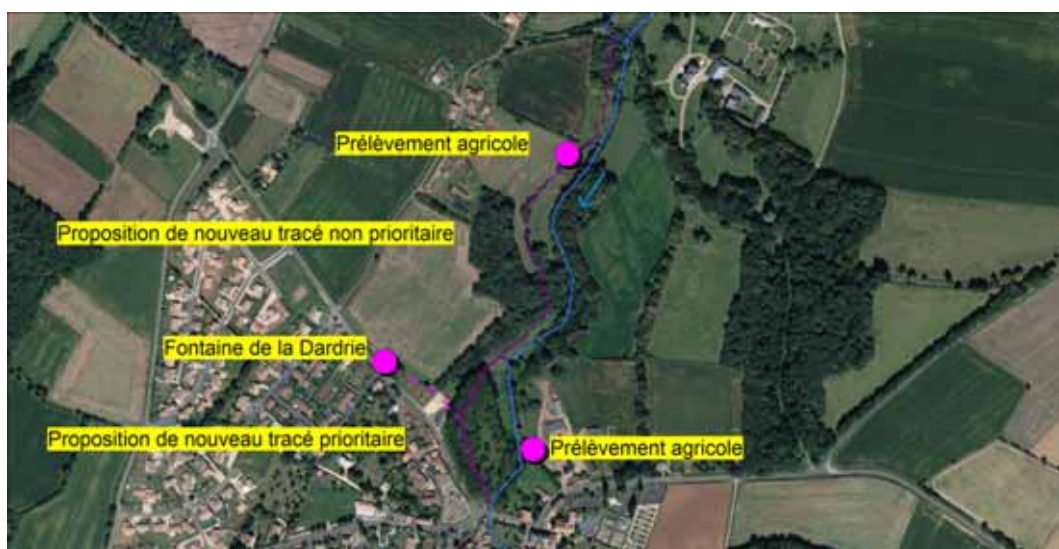 Prélèvement agricole
Proposition de nouveau tracé non prioritaire
Fontaine de la Dardrie
Proposition de nouveau tracé prioritaire
Prélèvement agricole